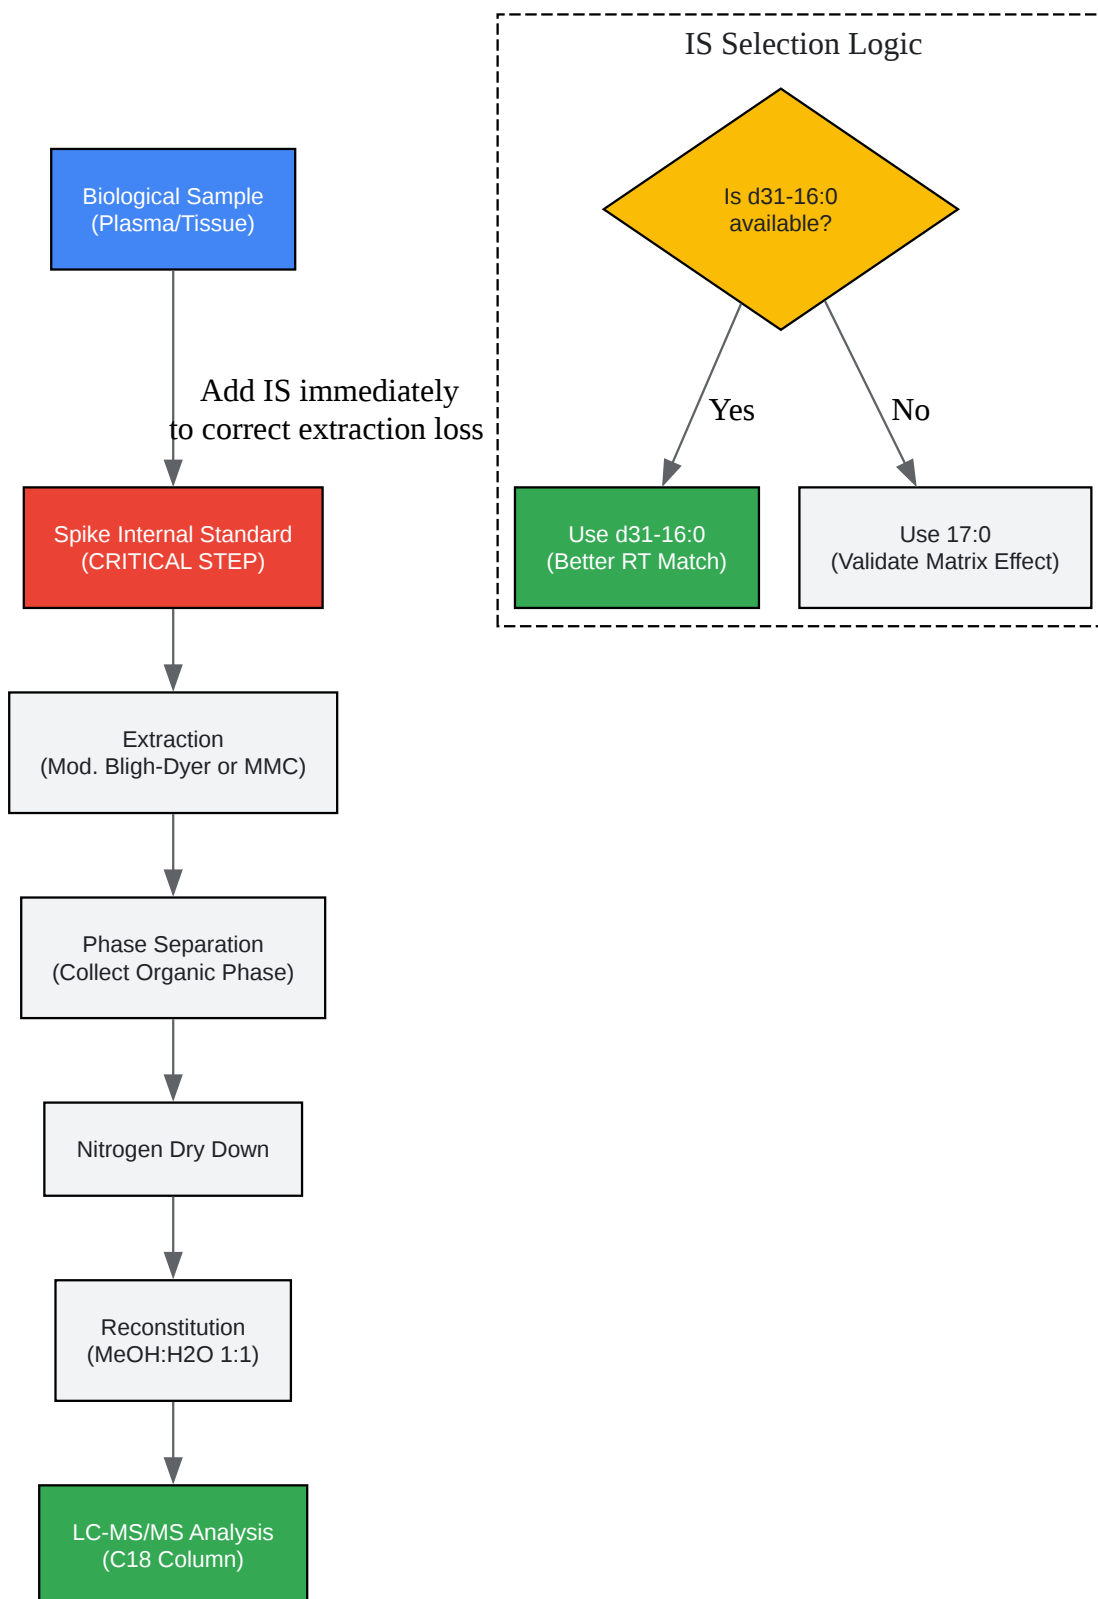 IS Selection Logic
Is d31-16:0
available?
Yes
No
Use d31-16:0
(Better RT Match)
Use 17:0
(Validate Matrix Effect)
Biological Sample
(Plasma/Tissue)
Add IS immediately
to correct extraction loss
Spike Internal Standard
(CRITICAL STEP)
Extraction
(Mod. Bligh-Dyer or MMC)
Phase Separation
(Collect Organic Phase)
Nitrogen Dry Down
Reconstitution
(MeOH:H2O 1:1)
LC-MS/MS Analysis
(C18 Column)